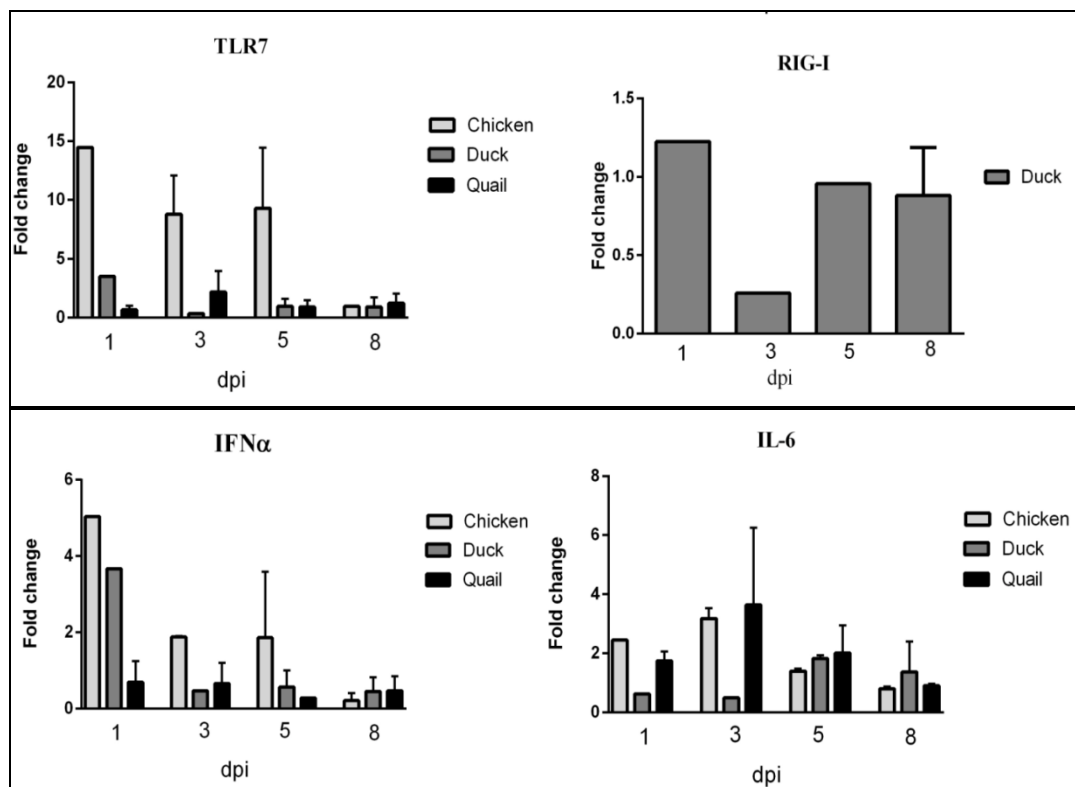 TLR7
20
15
10
5
0
Fold change
1 3 5 8
dpi
Chicken
Duck
Quail
RIG-I
1.5
1.0
0.5
0.0
Fold change
1 3 5 8
dpi
Duck
IFNα
6
4
2
0
Fold change
1 3 5 8
dpi
Chicken
Duck
Quail
IL-6
8
6
4
2
0
Fold change
1 3 5 8
dpi
Chicken
Duck
Quail